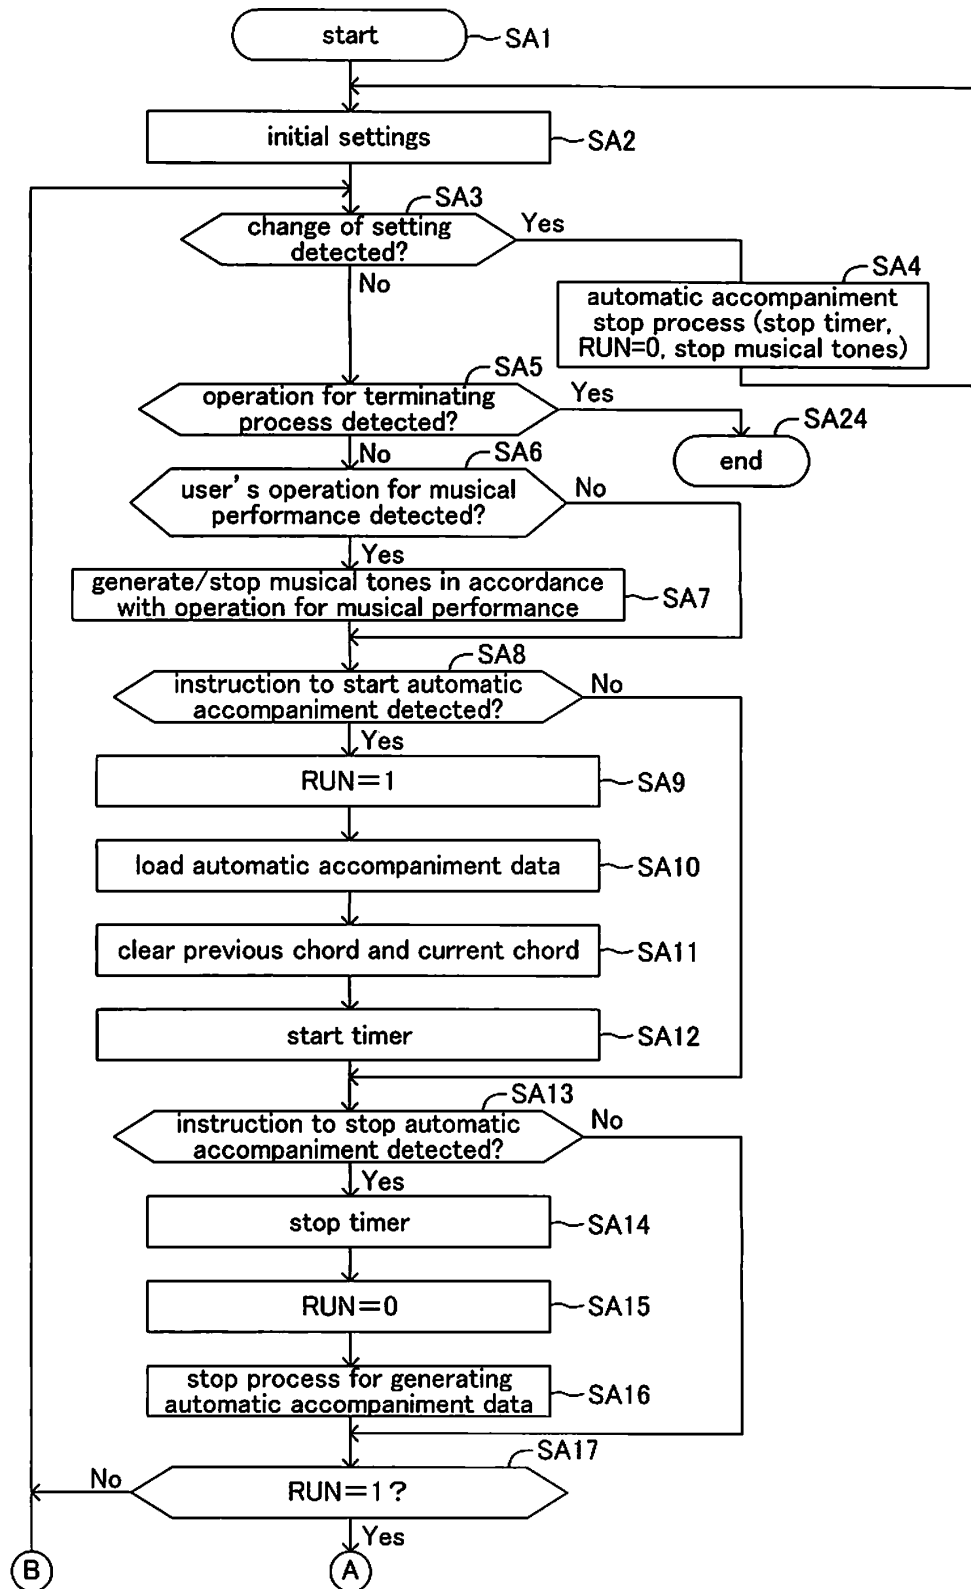 start
SA1
initial settings
SA2
SA3
change of setting
detected?
Yes
No
SA4
automatic accompaniment
stop process (stop timer,
RUN=0, stop musical tones)
SA5
operation for terminating
process detected?
Yes
No
SA24
end
SA6
user's operation for musical
performance detected?
No
Yes
generate/stop musical tones in accordance
with operation for musical performance
SA7
SA8
instruction to start automatic
accompaniment detected?
No
Yes
RUN=1
SA9
load automatic accompaniment data
SA10
clear previous chord and current chord
SA11
start timer
SA12
SA13
instruction to stop automatic
accompaniment detected?
No
Yes
stop timer
SA14
RUN=0
SA15
stop process for generating
automatic accompaniment data
SA16
SA17
RUN=1?
No
Yes
B
A